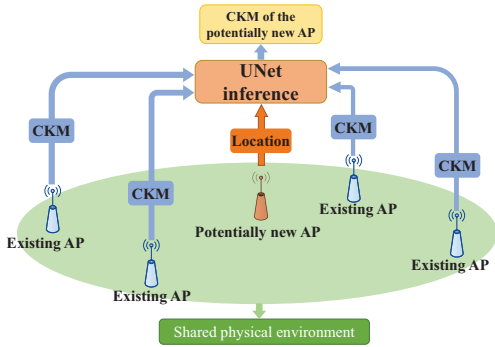 CKM of the
potentially new AP
UNet
inference
CKM
CKM
Location
CKM
CKM
Existing AP
Existing AP
Potentially new AP
Existing AP
Existing AP
Shared physical environment